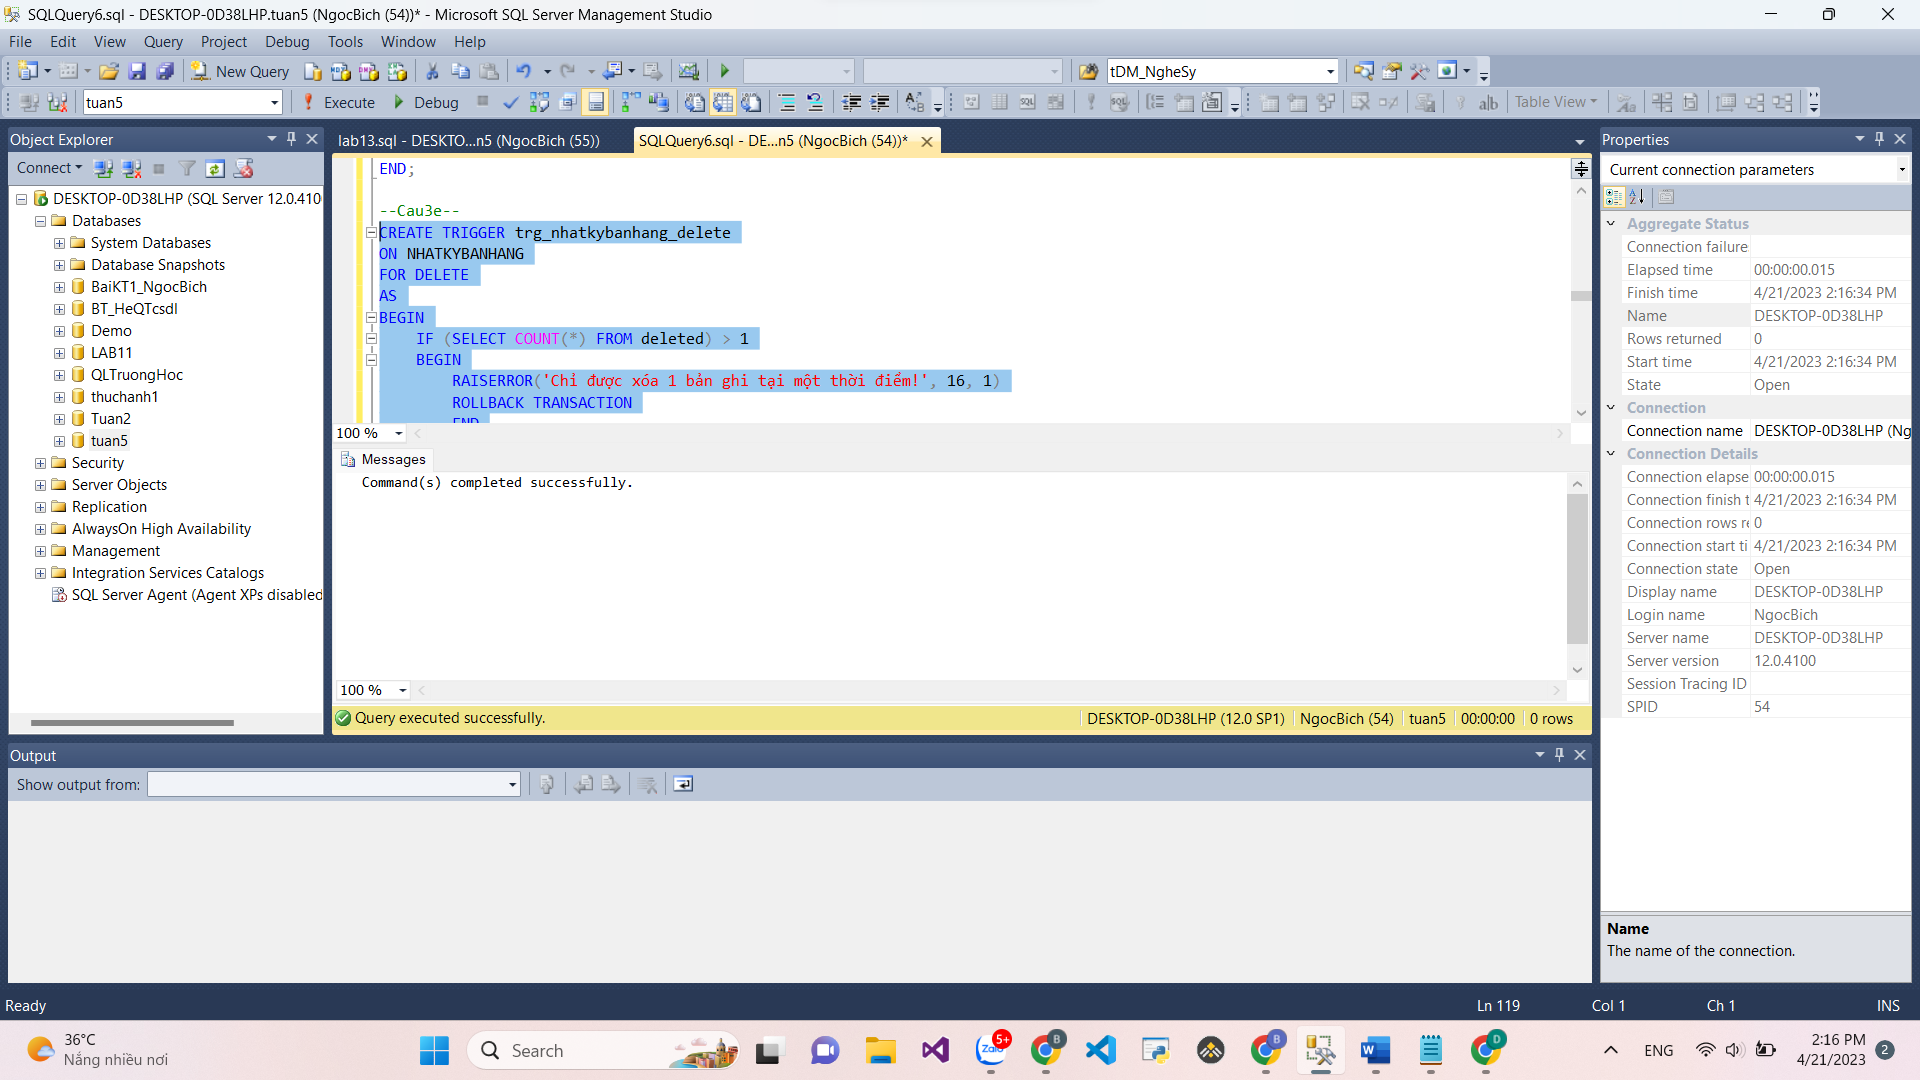 SQLQuery6.sql - DESKTOP-0D38LHP.tuan5 (NgocBich (54))* - Microsoft SQL Server Management Studio
File Edit View Query Project Debug Tools Window Help
New Query
tDM_NgheSy
tuan5
Execute
Debug
Table View
Object Explorer
Connect
DESKTOP-0D38LHP (SQL Server 12.0.410
Databases
System Databases
Database Snapshots
BaiKT1_NgocBich
BT_HeQTcsdl
Demo
LAB11
QLTruongHoc
thuchanh1
Tuan2
tuan5
Security
Server Objects
Replication
AlwaysOn High Availability
Management
Integration Services Catalogs
SQL Server Agent (Agent XPs disabled
lab13.sql - DESKTO...n5 (NgocBich (55))
SQLQuery6.sql - DE...n5 (NgocBich (54))*
END;
--Cau3e--
CREATE TRIGGER trg_nhatkybanhang_delete
ON NHATKYBANHANG
FOR DELETE
AS
BEGIN
IF (SELECT COUNT(*) FROM deleted) > 1
BEGIN
RAISERROR('Chỉ được xóa 1 bản ghi tại một thời điểm!', 16, 1)
ROLLBACK TRANSACTION
END
100 %
Messages
Command(s) completed successfully.
100 %
Query executed successfully.
DESKTOP-0D38LHP (12.0 SP1)
NgocBich (54)
tuan5
00:00:00
0 rows
Properties
Current connection parameters
Aggregate Status
Connection failure
Elapsed time 00:00:00.015
Finish time 4/21/2023 2:16:34 PM
Name DESKTOP-0D38LHP
Rows returned 0
Start time 4/21/2023 2:16:34 PM
State Open
Connection
Connection name DESKTOP-0D38LHP (Ng
Connection Details
Connection elapse 00:00:00.015
Connection finish t 4/21/2023 2:16:34 PM
Connection rows re 0
Connection start ti 4/21/2023 2:16:34 PM
Connection state Open
Display name DESKTOP-0D38LHP
Login name NgocBich
Server name DESKTOP-0D38LHP
Server version 12.0.4100
Session Tracing ID
SPID 54
Name
The name of the connection.
Output
Show output from:
Ready
Ln 119
Col 1
Ch 1
INS
36°C
Nắng nhiều nơi
Search
Zalo
5+
B
B
D
ENG
2:16 PM
4/21/2023
2